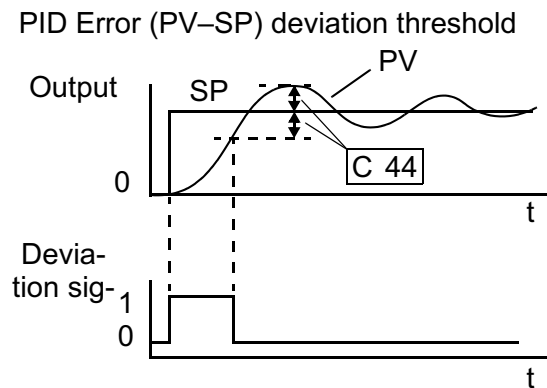 PID Error (PV–SP) deviation threshold
PV
Output
SP
C 44
0
t
Devia-
tion sig-
1
0
t